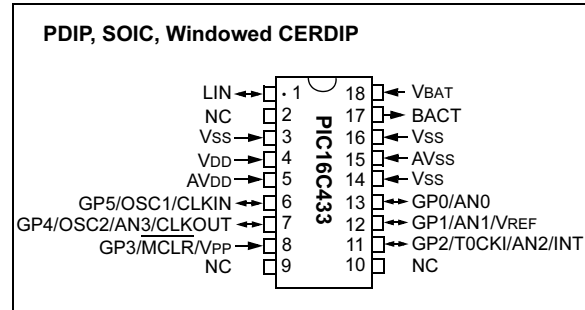 PDIP, SOIC, Windowed CERDIP
LIN · 1 18 VBAT
NC 2 17 BACT
VSS 3 16 VSS
VDD 4 15 AVSS
AVDD 5 14 VSS
GP5/OSC1/CLKIN 6 13 GP0/AN0
GP4/OSC2/AN3/CLKOUT 7 12 GP1/AN1/VREF
GP3/MCLR/VPP 8 11 GP2/T0CKI/AN2/INT
NC 9 10 NC
PIC16C433